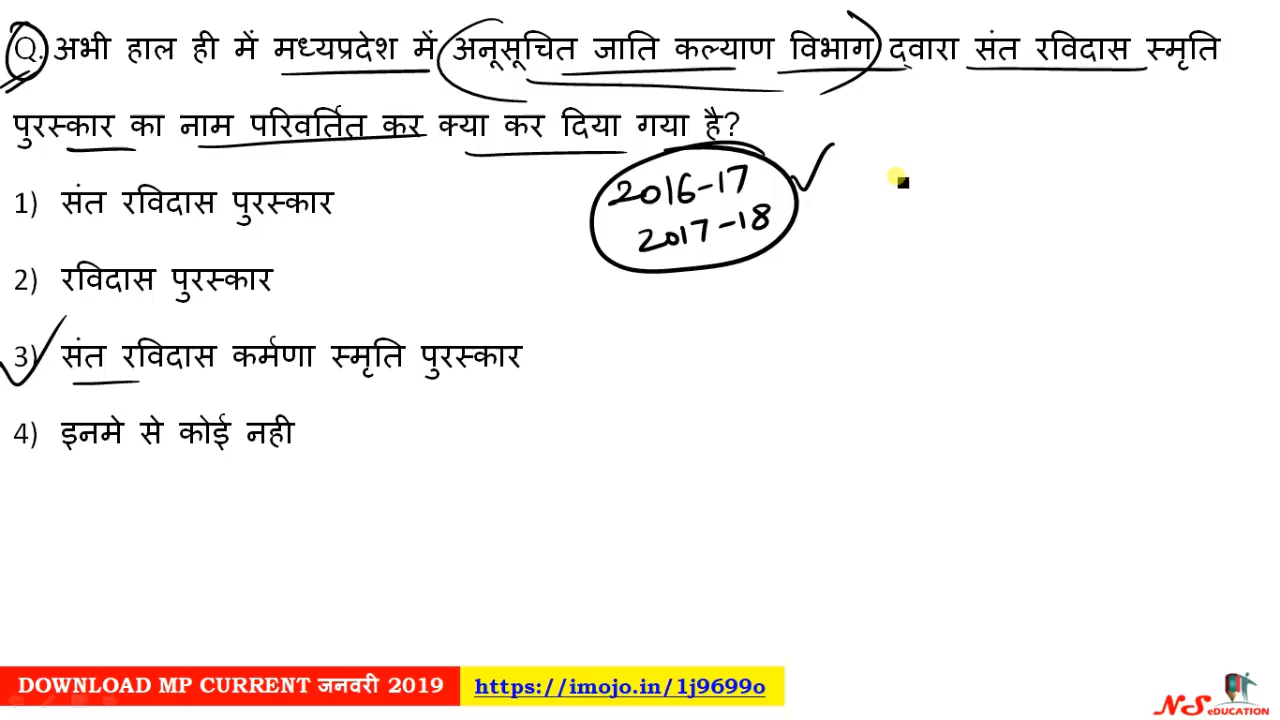 Q. अभी हाल ही में मध्यप्रदेश में (अनुसूचित जाति कल्याण विभाग) दवारा संत रविदास स्मृति
पुरस्कार का नाम परिवर्तित कर क्या कर दिया गया है?
2016-17
2017-18
1) संत रविदास पुरस्कार
2) रविदास पुरस्कार
3) संत रविदास कर्मणा स्मृति पुरस्कार
4) इनमे से कोई नही
DOWNLOAD MP CURRENT जनवरी 2019 https://imojo.in/1j9699o
NS EDUCATION